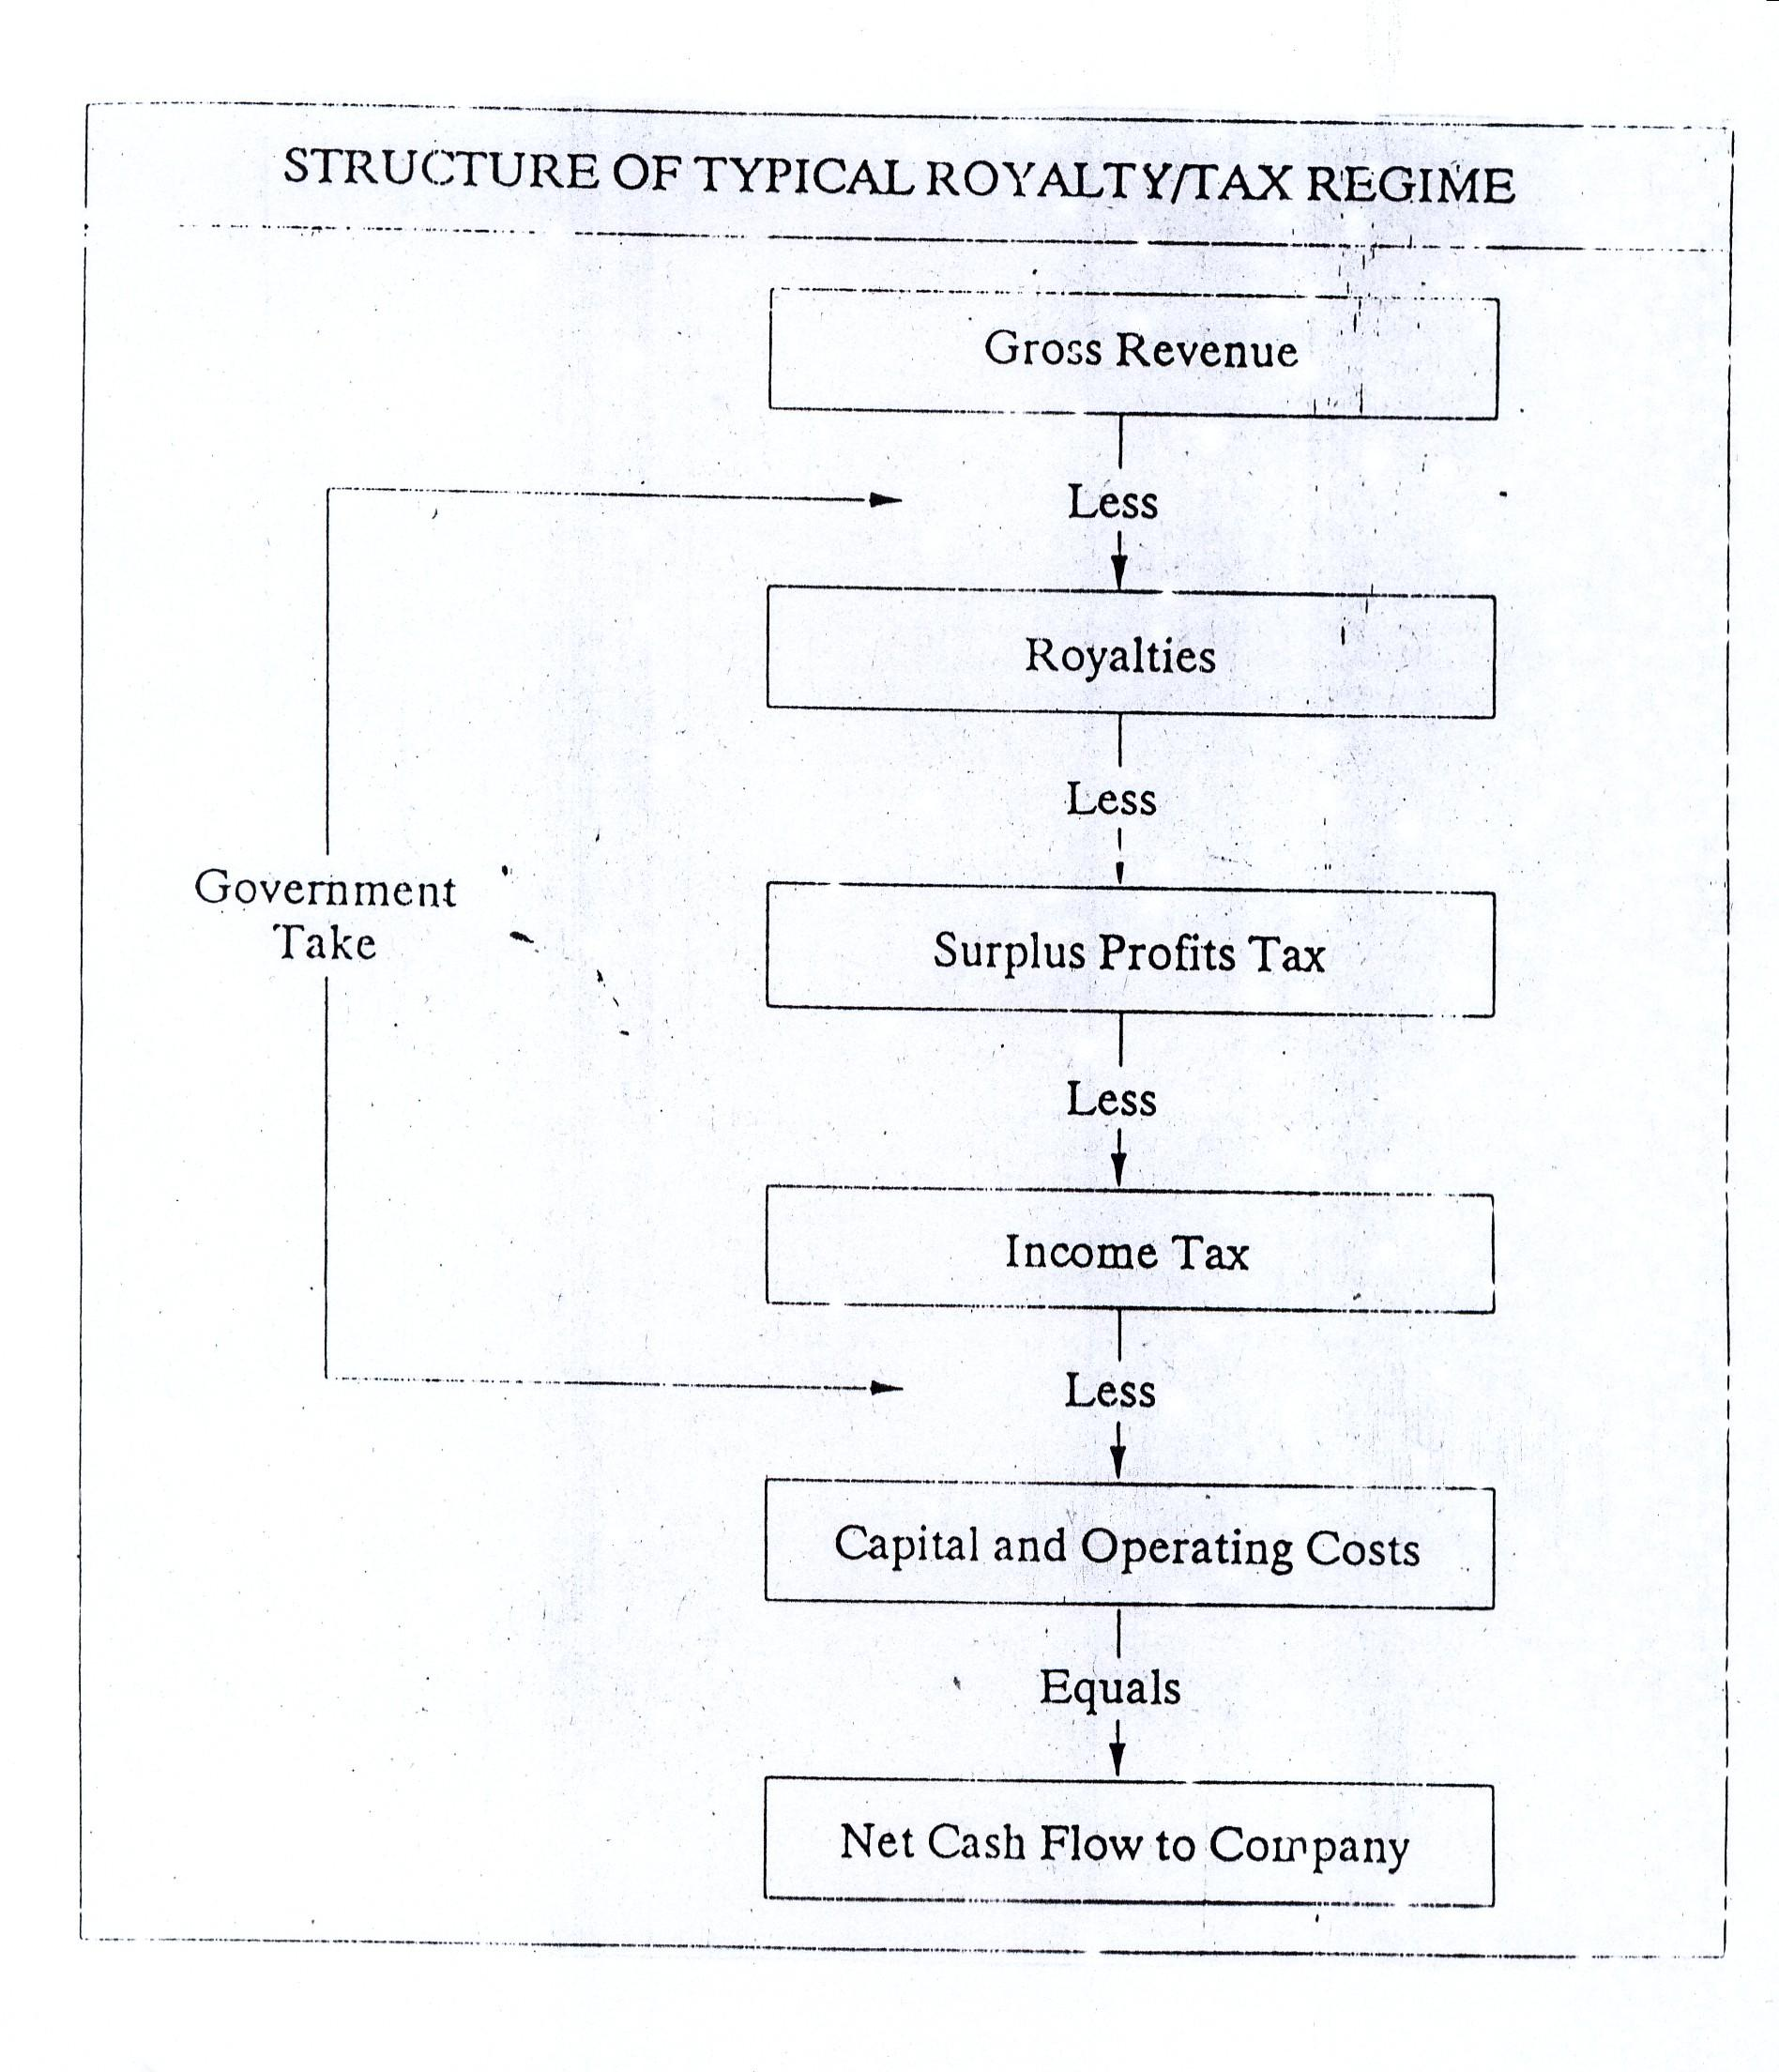 STRUCTURE OF TYPICAL ROYALTY/TAX REGIME
Gross Revenue
Less
Royalties
Less
Government
Take
Surplus Profits Tax
Less
Income Tax
Less
Capital and Operating Costs
Equals
Net Cash Flow to Company